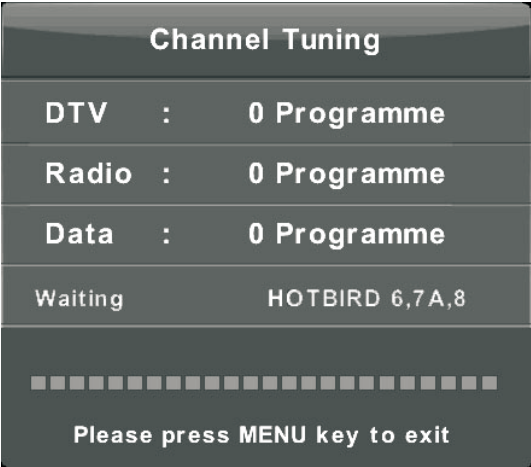 Channel Tuning
DTV : 0 Programme
Radio : 0 Programme
Data : 0 Programme
Waiting HOTBIRD 6,7A,8
Please press MENU key to exit